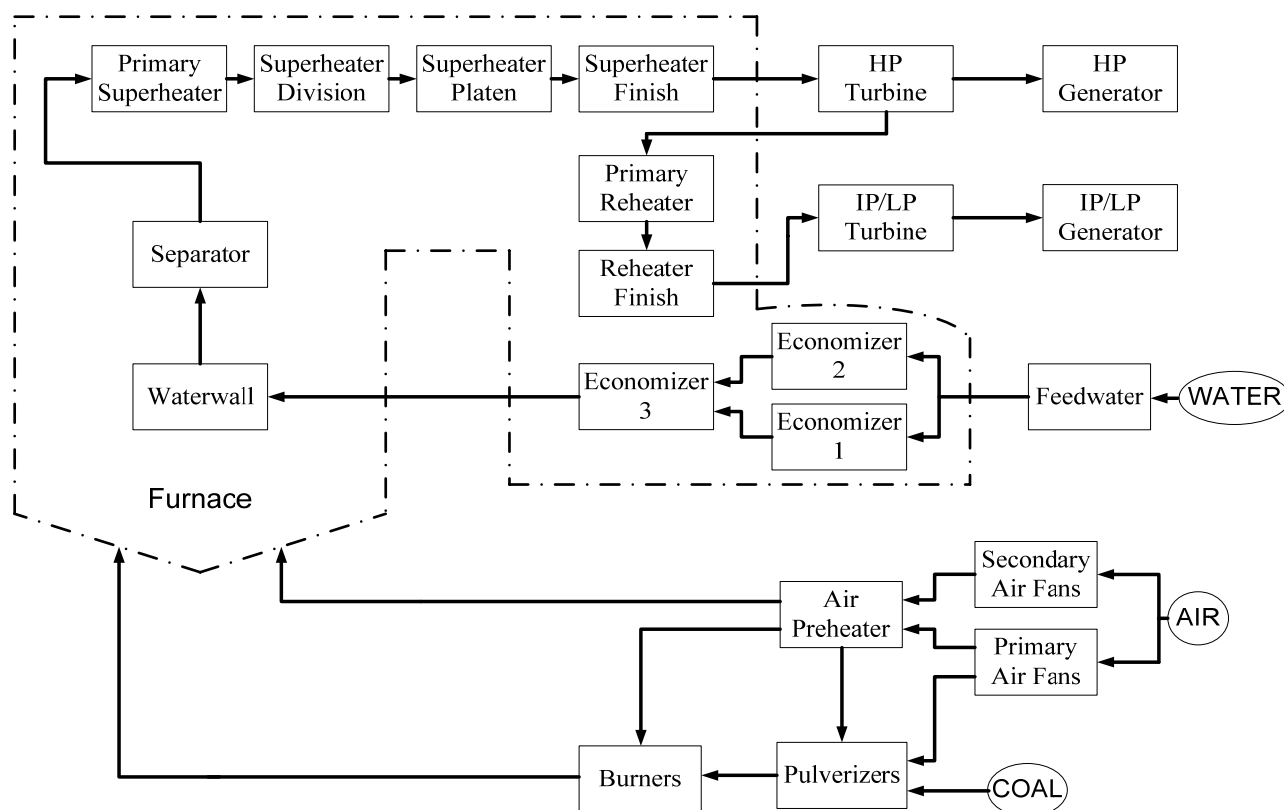 Primary
Superheater
Superheater
Division
Superheater
Platen
Superheater
Finish
HP
Turbine
HP
Generator
Primary
Reheater
IP/LP
Turbine
IP/LP
Generator
Separator
Reheater
Finish
Waterwall
Economizer
3
Economizer
2
Economizer
1
Feedwater
WATER
Furnace
Secondary
Air Fans
Air
Preheater
AIR
Primary
Air Fans
Burners
Pulverizers
COAL